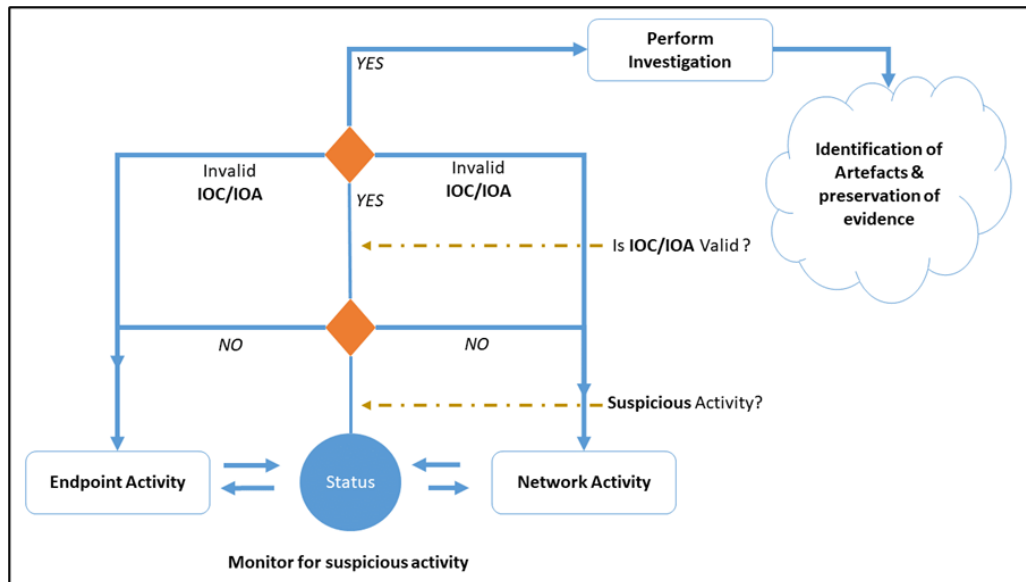 YES
Perform
Investigation
Invalid
IOC/IOA
Invalid
IOC/IOA
YES
Identification of
Artefacts &
preservation of
evidence
Is IOC/IOA Valid ?
NO
NO
Suspicious Activity?
Endpoint Activity
Status
Network Activity
Monitor for suspicious activity